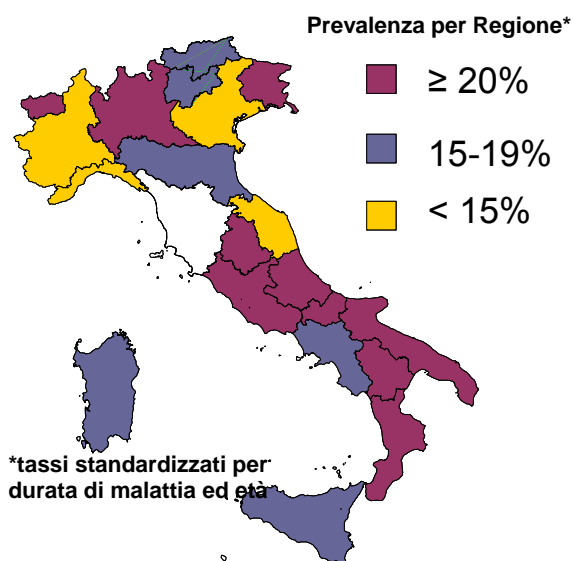 Prevalenza per Regione*
≥ 20%
15-19%
< 15%
*tassi standardizzati per
durata di malattia ed età